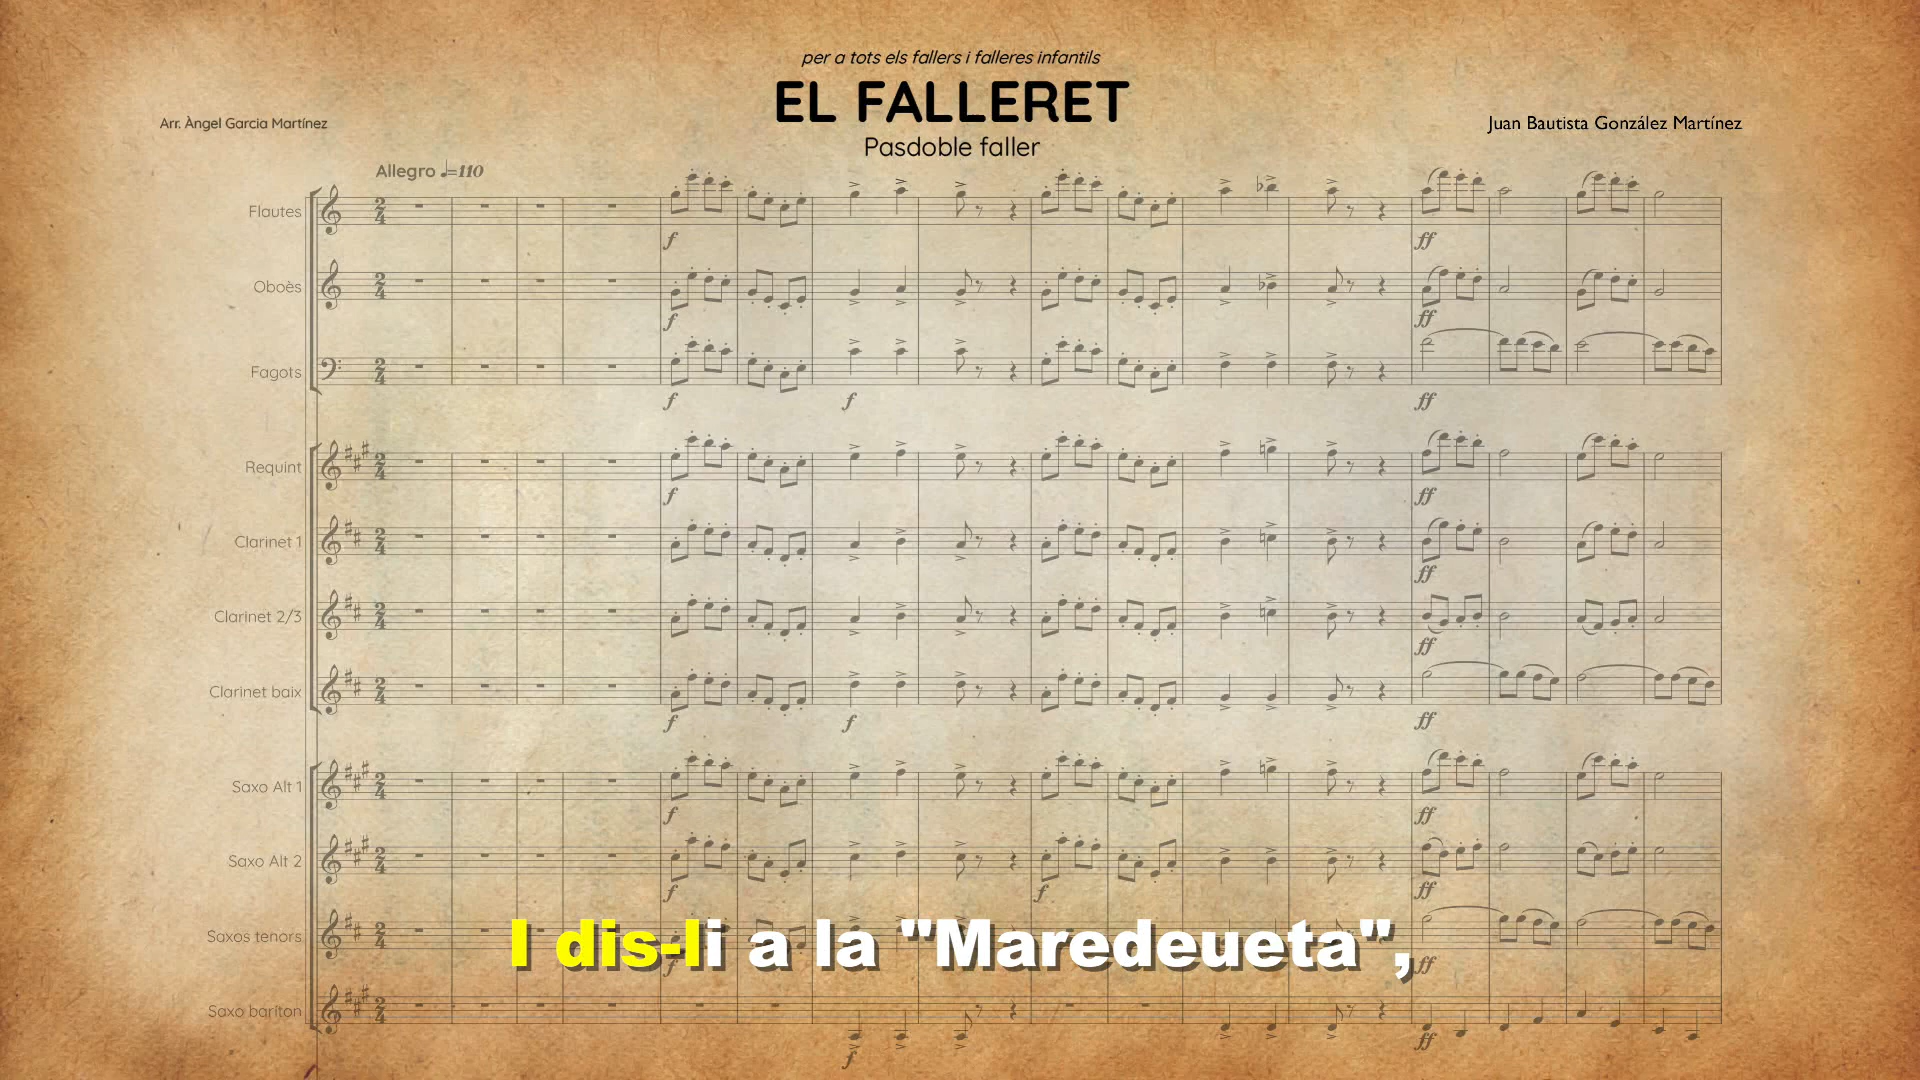 per a tots els fallers i falleres infantils
EL FALLERET
Arr. Àngel Garcia Martínez
Juan Bautista González Martínez
Pasdoble faller
Allegro ♩=110
Flautes
Oboès
Fagots
Requint
Clarinet 1
Clarinet 2/3
Clarinet baix
Saxo Alt 1
Saxo Alt 2
Saxos tenors
I dis-li a la "Maredeueta",
Saxo baríton